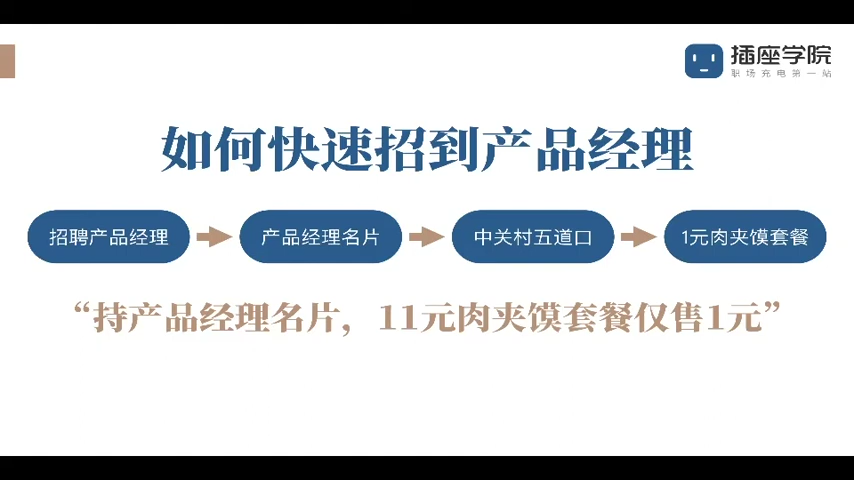 插座学院
职场充电第一站
如何快速招到产品经理
招聘产品经理
产品经理名片
中关村五道口
1元肉夹馍套餐
“持产品经理名片，11元肉夹馍套餐仅售1元”